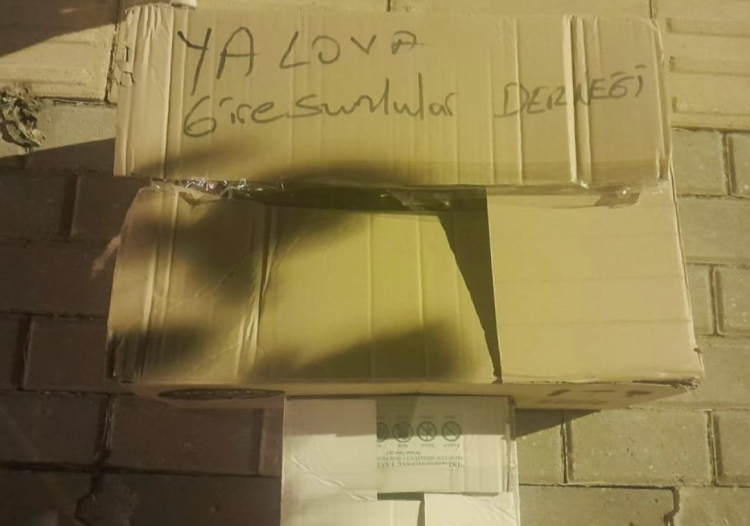 YALOVA
Giresunlular DERNEĞİ